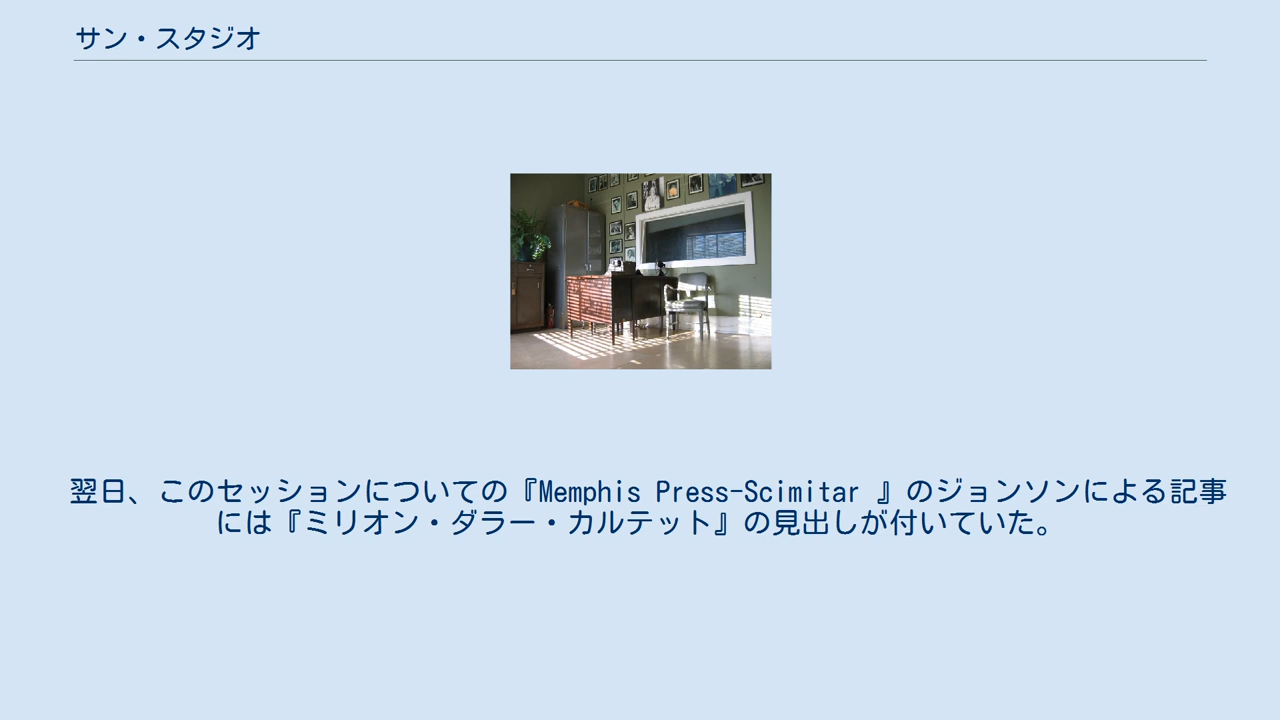 サン・スタジオ
翌日、このセッションについての『Memphis Press-Scimitar 』のジョンソンによる記事
には『ミリオン・ダラー・カルテット』の見出しが付いていた。